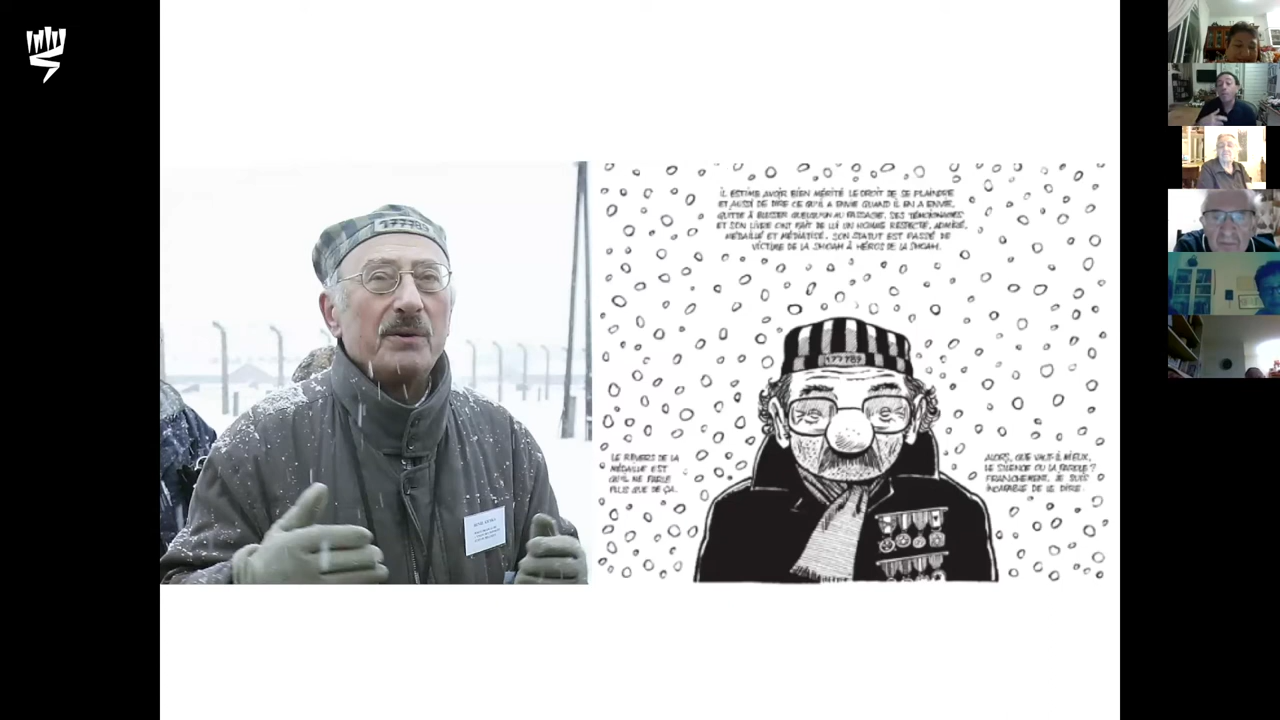 177789
IL ESTIME AVOIR BIEN MÉRITÉ LE DROIT DE SE PLAINDRE
ET AUSSI DE DIRE CE QU'IL A ENVIE QUAND IL EN A ENVIE,
QUITTE À BLESSER QUELQU'UN AU PASSAGE. SES TÉMOIGNAGES
ET SON LIVRE ONT FAIT DE LUI UN HOMME RESPECTÉ, ADMIRÉ,
MÉDAILLÉ ET MÉDIATISÉ. SON STATUT EST PASSÉ DE
VICTIME DE LA SHOAH À HÉROS DE LA SHOAH.
177789
LE REVERS DE LA
MÉDAILLE EST
QU'IL NE PARLE
PLUS QUE DE ÇA.
ALORS, QUE VAUT-IL MIEUX,
LE SILENCE OU LA PAROLE ?
FRANCHEMENT, JE SUIS
INCAPABLE DE LE DIRE.